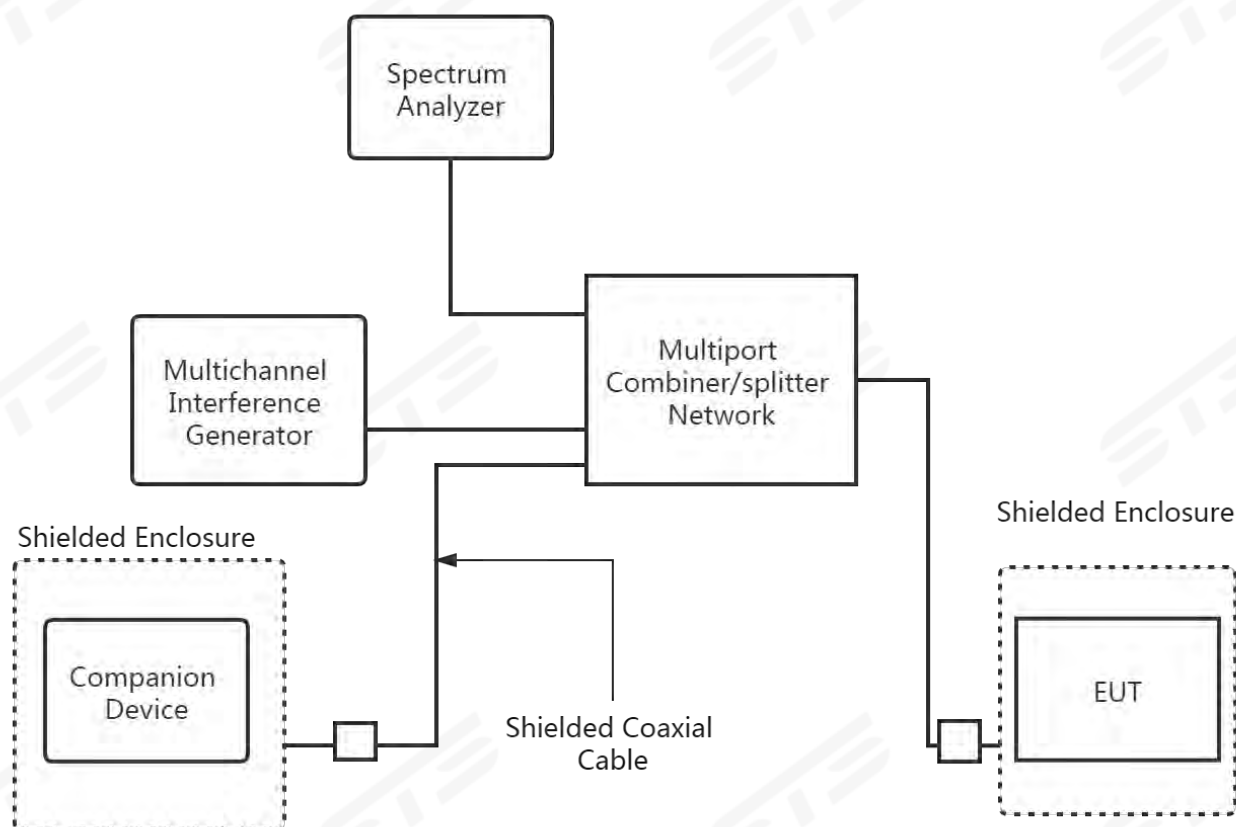 Spectrum
Analyzer
Multiport
Combiner/splitter
Network
Multichannel
Interference
Generator
Shielded Enclosure
Shielded Enclosure
Companion
Device
EUT
Shielded Coaxial
Cable